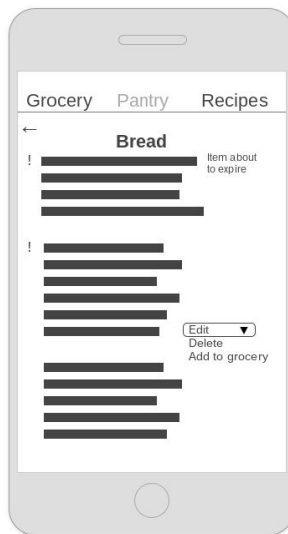 Grocery Pantry Recipes
←
Bread
! Item about
to expire
!
Edit ▼
Delete
Add to grocery